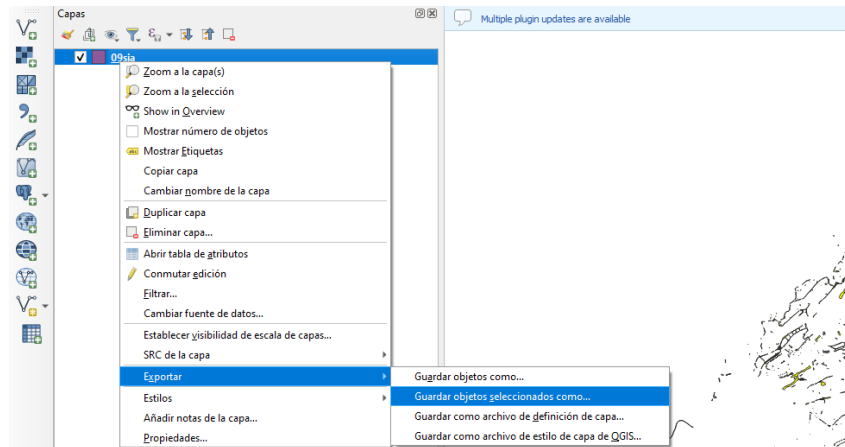 Capas
Multiple plugin updates are available
09sia
Zoom a la capa(s)
Zoom a la selección
Show in Overview
Mostrar número de objetos
abc Mostrar Etiquetas
Copiar capa
Cambiar nombre de la capa
Duplicar capa
Eliminar capa...
Abrir tabla de atributos
Conmutar edición
Filtrar...
Cambiar fuente de datos...
Establecer visibilidad de escala de capas...
SRC de la capa
Exportar
Guardar objetos como...
Estilos
Guardar objetos seleccionados como...
Añadir notas de la capa...
Guardar como archivo de definición de capa...
Propiedades...
Guardar como archivo de estilo de capa de QGIS...